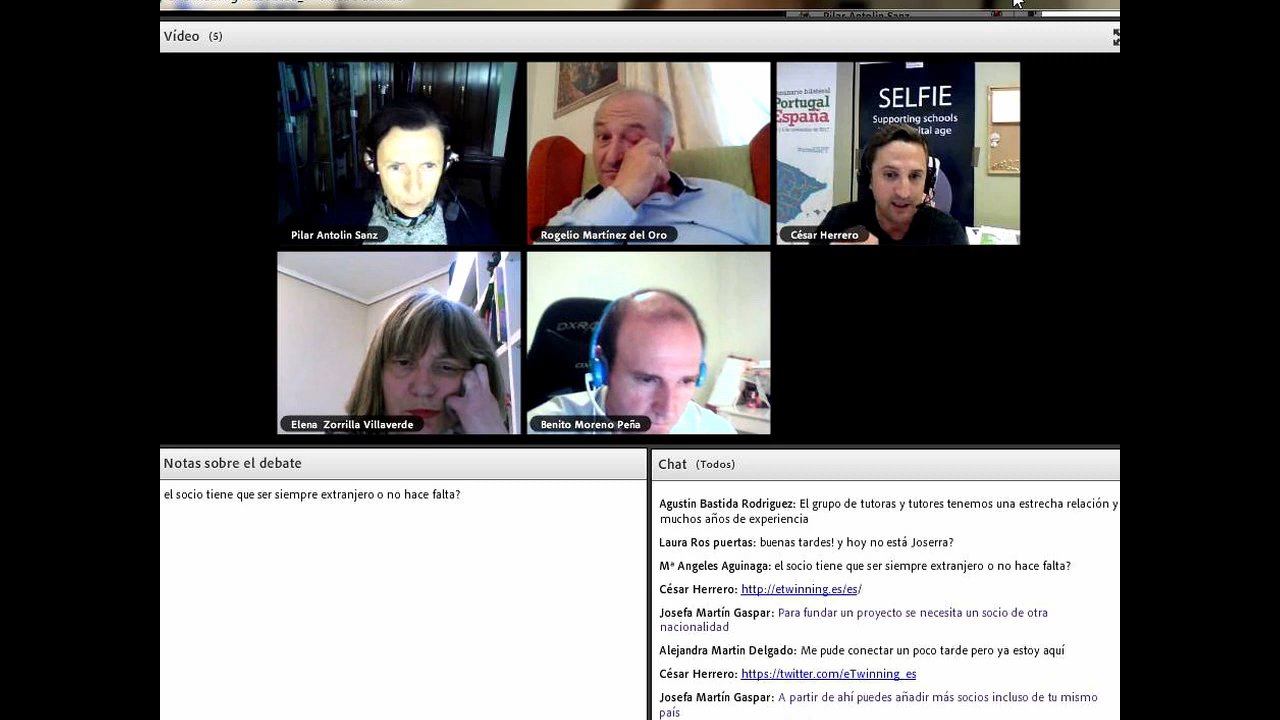 Vídeo (5)
Portugal
España
SELFIE
Supporting schools
Pilar Antolin Sanz
Rogelio Martínez del Oro
César Herrero
DXR
Elena Zorrilla Villaverde
Benito Moreno Peña
Notas sobre el debate
el socio tiene que ser siempre extranjero o no hace falta?
Chat (Todos)
Agustin Bastida Rodriguez: El grupo de tutoras y tutores tenemos una estrecha relación y
muchos años de experiencia
Laura Ros puertas: buenas tardes! y hoy no está Joserra?
Mª Angeles Aguinaga: el socio tiene que ser siempre extranjero o no hace falta?
César Herrero: http://etwinning.es/es/
Josefa Martín Gaspar: Para fundar un proyecto se necesita un socio de otra
nacionalidad
Alejandra Martin Delgado: Me pude conectar un poco tarde pero ya estoy aquí
César Herrero: https://twitter.com/eTwinning_es
Josefa Martín Gaspar: A partir de ahí puedes añadir más socios incluso de tu mismo
país